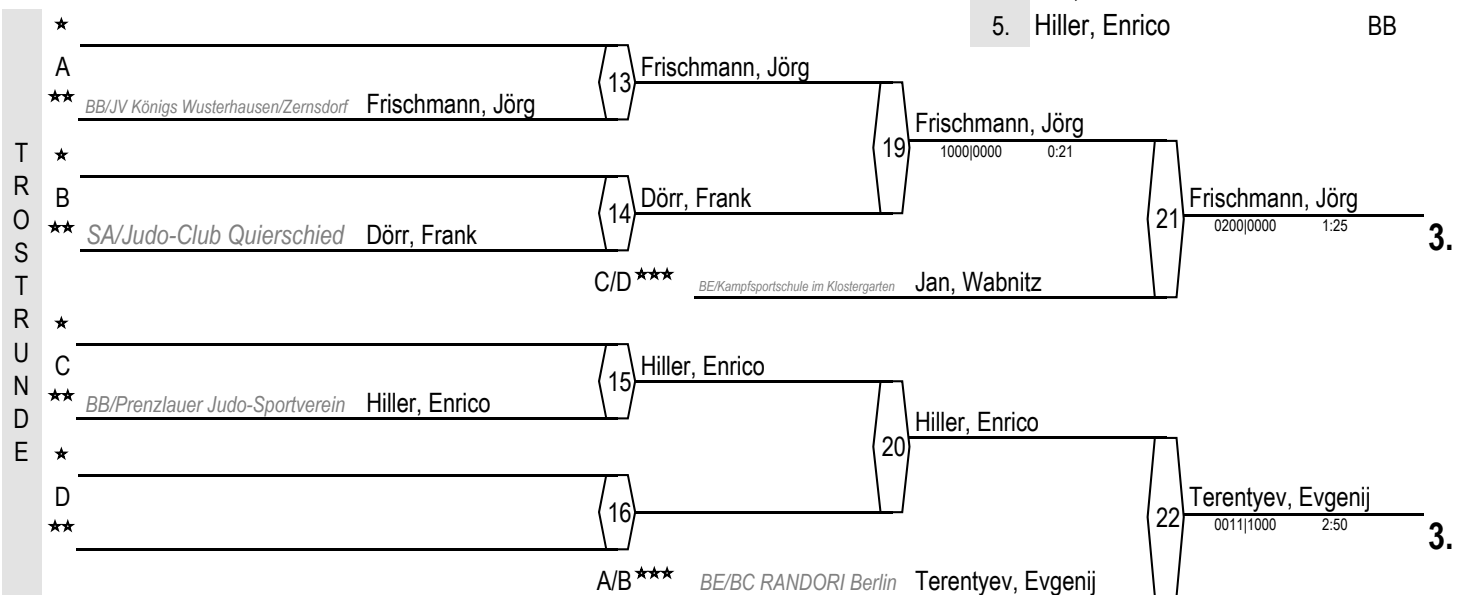 5. Hiller, Enrico BB
TROSTRUNDE
★
A
13 Frischmann, Jörg
★★ BB/JV Königs Wusterhausen/Zernsdorf Frischmann, Jörg
19 Frischmann, Jörg
1000|0000 0:21
★
B
14 Dörr, Frank
★★ SA/Judo-Club Quierschied Dörr, Frank
21 Frischmann, Jörg
0200|0000 1:25
3.
C/D ★★★ BE/Kampfsportschule im Klostergarten Jan, Wabnitz
★
C
15 Hiller, Enrico
★★ BB/Prenzlauer Judo-Sportverein Hiller, Enrico
20 Hiller, Enrico
★
D
16
★★
22 Terentyev, Evgenij
0011|1000 2:50
3.
A/B ★★★ BE/BC RANDORI Berlin Terentyev, Evgenij